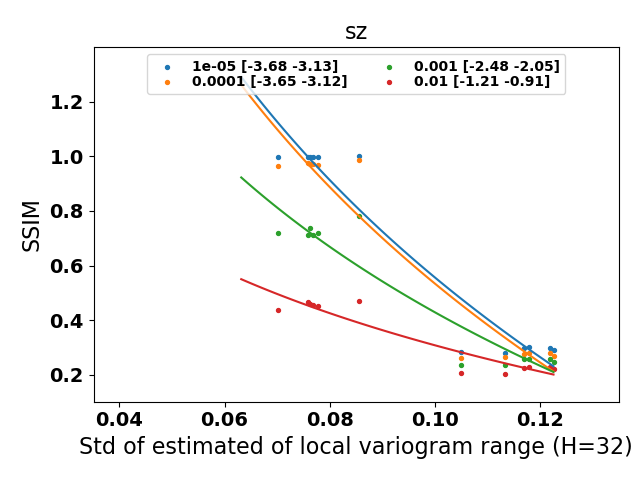 sz
1e-05 [-3.68 -3.13]
0.0001 [-3.65 -3.12]
0.001 [-2.48 -2.05]
0.01 [-1.21 -0.91]
SSIM
1.2
1.0
0.8
0.6
0.4
0.2
0.04 0.06 0.08 0.10 0.12
Std of estimated of local variogram range (H=32)